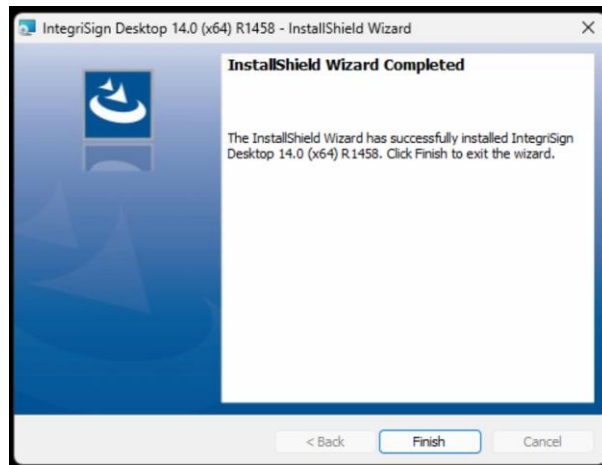 IntegriSign Desktop 14.0 (x64) R1458 - InstallShield Wizard
InstallShield Wizard Completed
The InstallShield Wizard has successfully installed IntegriSign
Desktop 14.0 (x64) R1458. Click Finish to exit the wizard.
< Back
Finish
Cancel